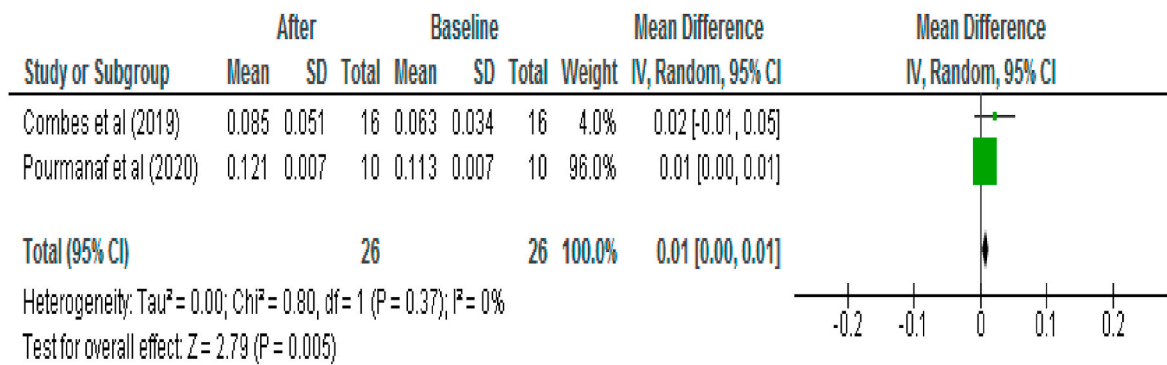 After Baseline Mean Difference Mean Difference
Study or Subgroup Mean SD Total Mean SD Total Weight IV, Random, 95% CI IV, Random, 95% CI
Combes et al (2019) 0.085 0.051 16 0.063 0.034 16 4.0% 0.02 [-0.01, 0.05]
Pourmanaf et al (2020) 0.121 0.007 10 0.113 0.007 10 96.0% 0.01 [0.00, 0.01]
Total (95% CI) 26 26 100.0% 0.01 [0.00, 0.01]
Heterogeneity: Tau² = 0.00; Chi² = 0.80, df = 1 (P = 0.37); I² = 0%
Test for overall effect: Z = 2.79 (P = 0.005)
-0.2 -0.1 0 0.1 0.2